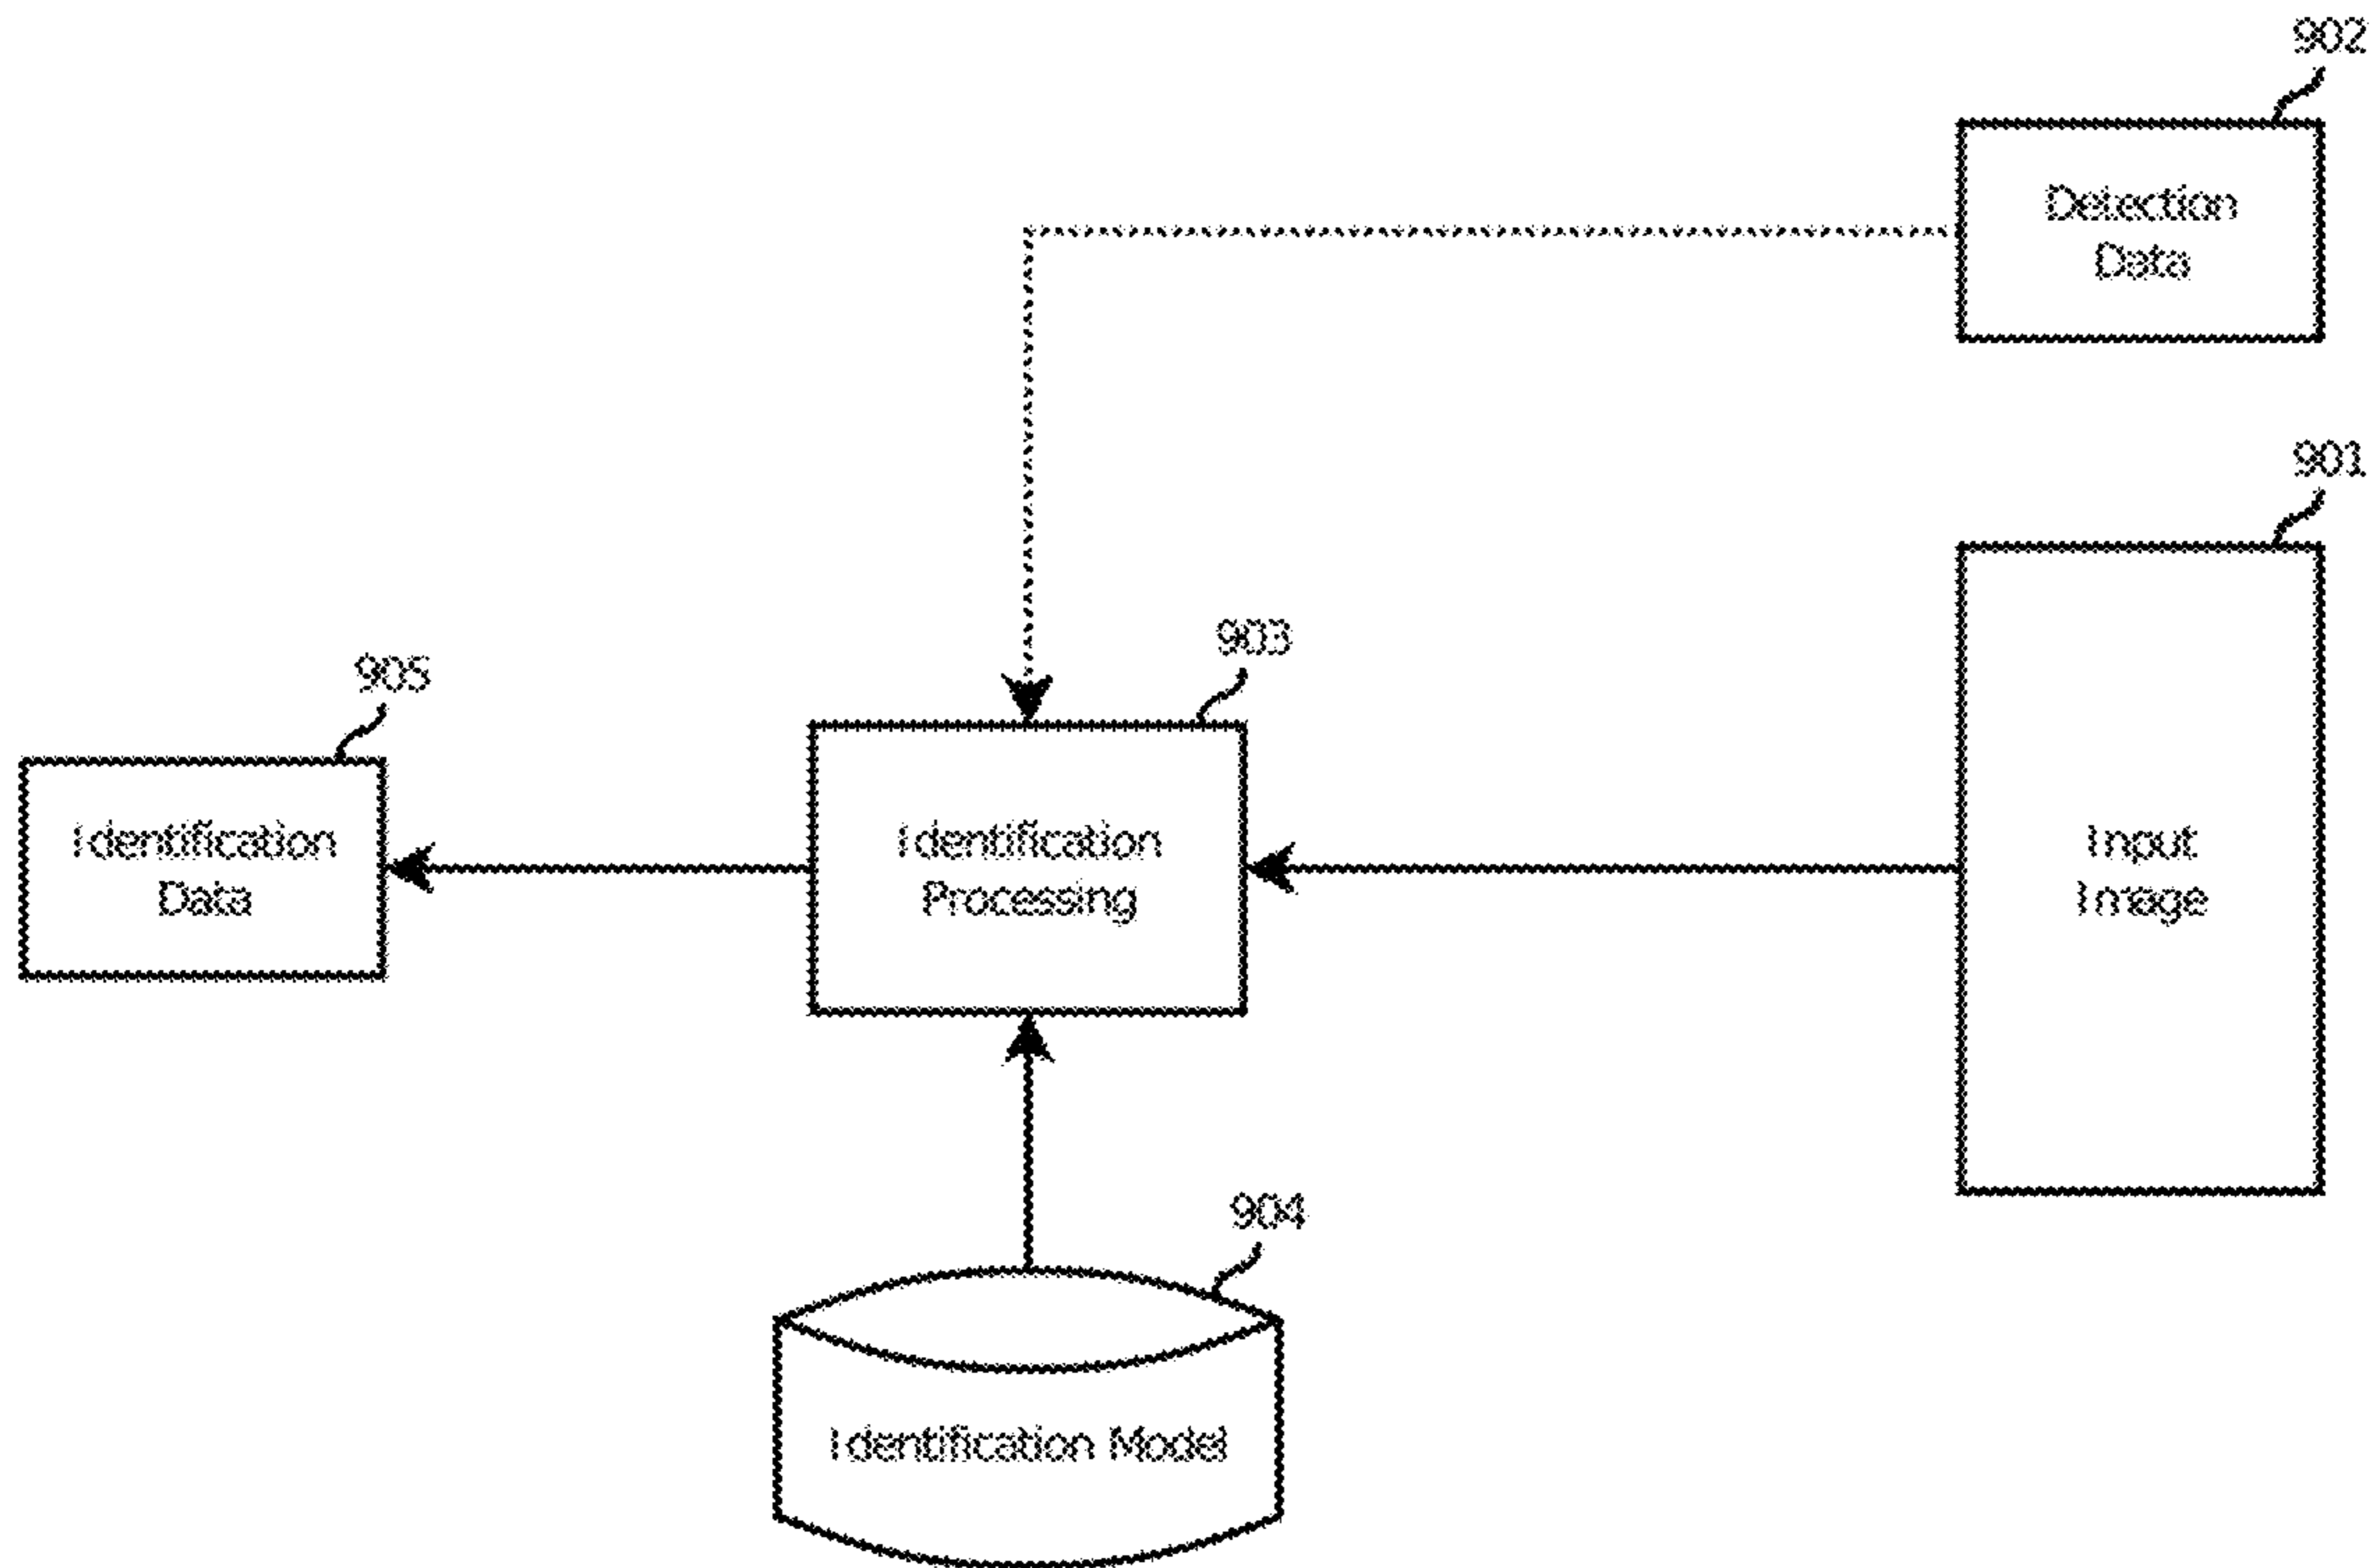 902
Detection
Data
901
903
905
Identification
Data
Identification
Processing
Input
Image
904
Identification Model